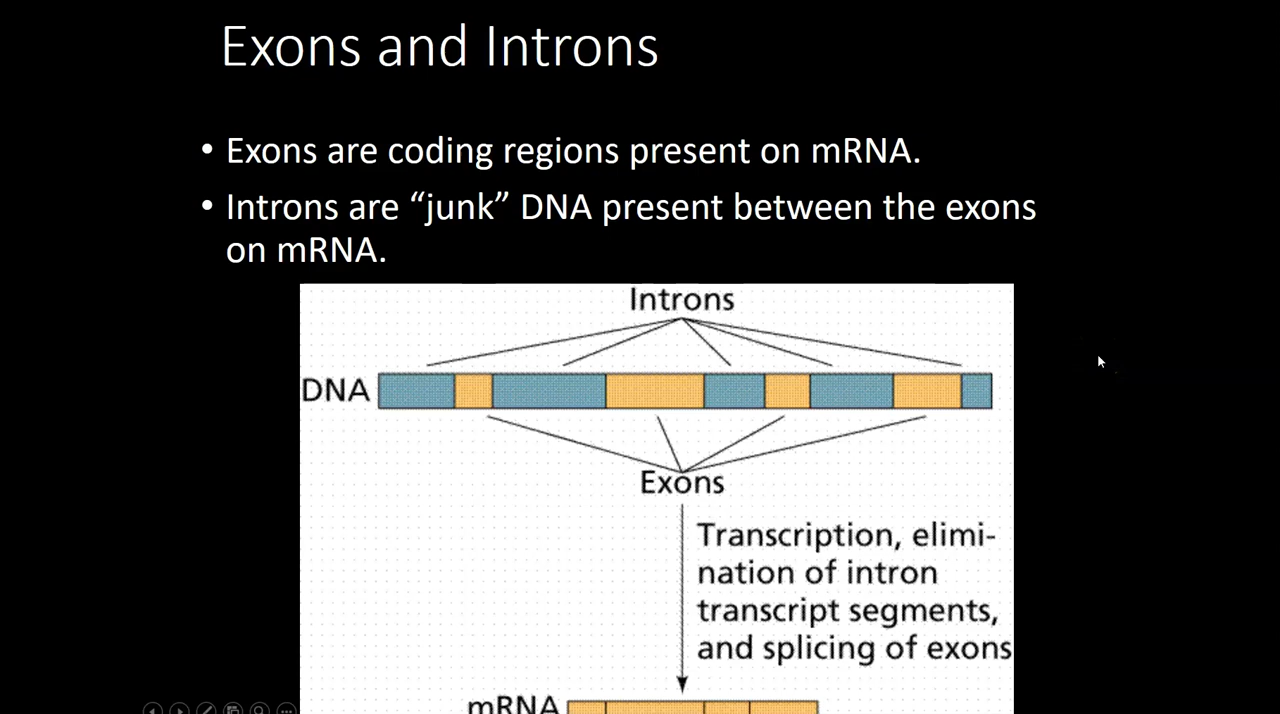 Exons and Introns
• Exons are coding regions present on mRNA.
• Introns are “junk” DNA present between the exons
on mRNA.
Introns
DNA
Exons
Transcription, elimi-
nation of intron
transcript segments,
and splicing of exons
mRNA